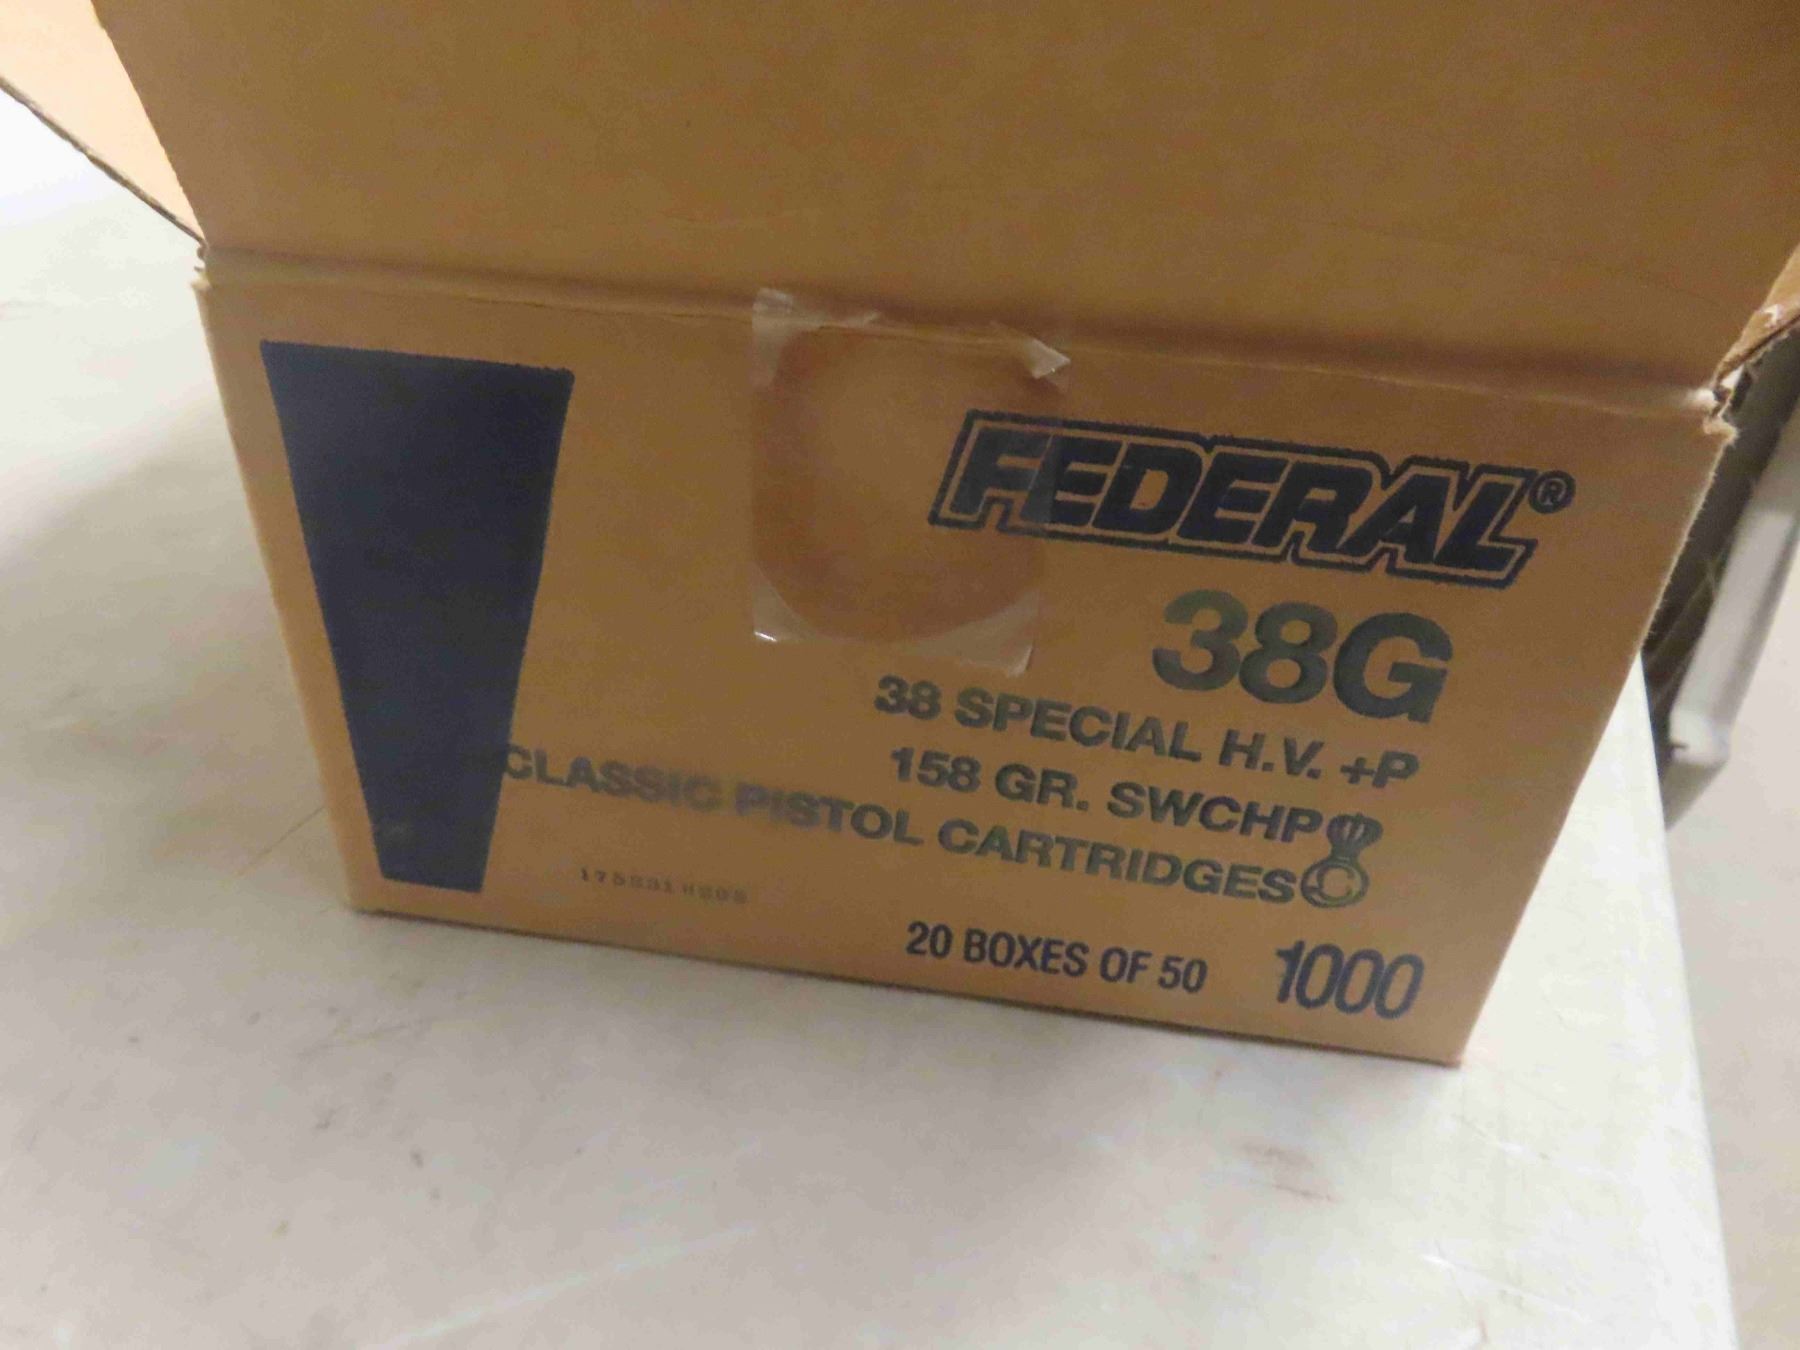 FEDERAL®
38G
38 SPECIAL H.V. +P
158 GR. SWCHP
CLASSIC PISTOL CARTRIDGES
20 BOXES OF 50 1000